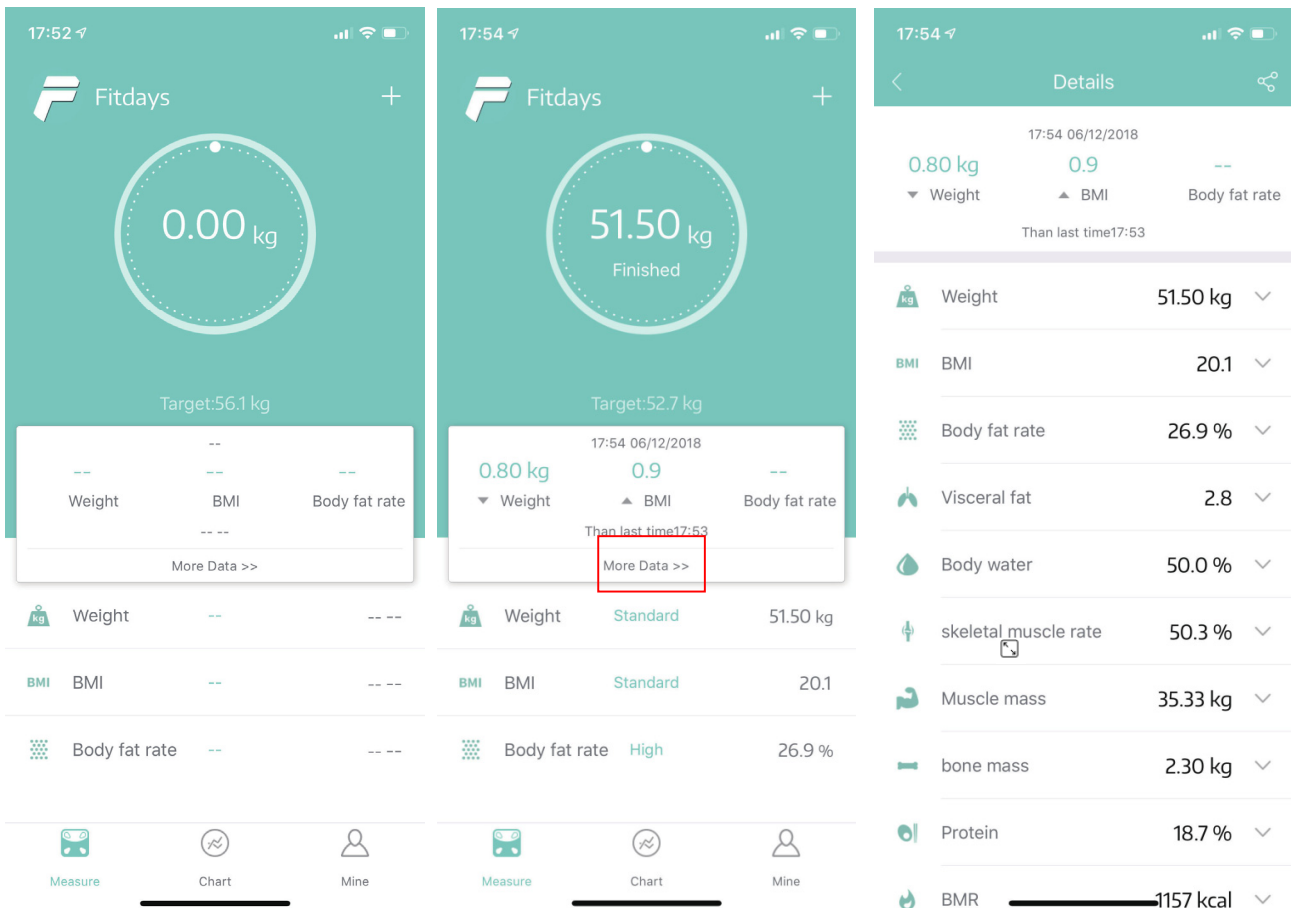 17:52
Fitdays
+
0.00 kg
Target:56.1 kg
--
-- -- --
Weight BMI Body fat rate
-- --
More Data >>
kg Weight -- -- --
BMI BMI -- -- --
Body fat rate -- -- --
Measure Chart Mine
17:54
Fitdays
+
51.50 kg
Finished
Target:52.7 kg
17:54 06/12/2018
0.80 kg 0.9 --
Weight BMI Body fat rate
Than last time17:53
More Data >>
kg Weight Standard 51.50 kg
BMI BMI Standard 20.1
Body fat rate High 26.9 %
Measure Chart Mine
17:54
Details
17:54 06/12/2018
0.80 kg 0.9 --
Weight BMI Body fat rate
Than last time17:53
kg Weight 51.50 kg
BMI BMI 20.1
Body fat rate 26.9 %
Visceral fat 2.8
Body water 50.0 %
skeletal muscle rate 50.3 %
Muscle mass 35.33 kg
bone mass 2.30 kg
Protein 18.7 %
BMR 1157 kcal